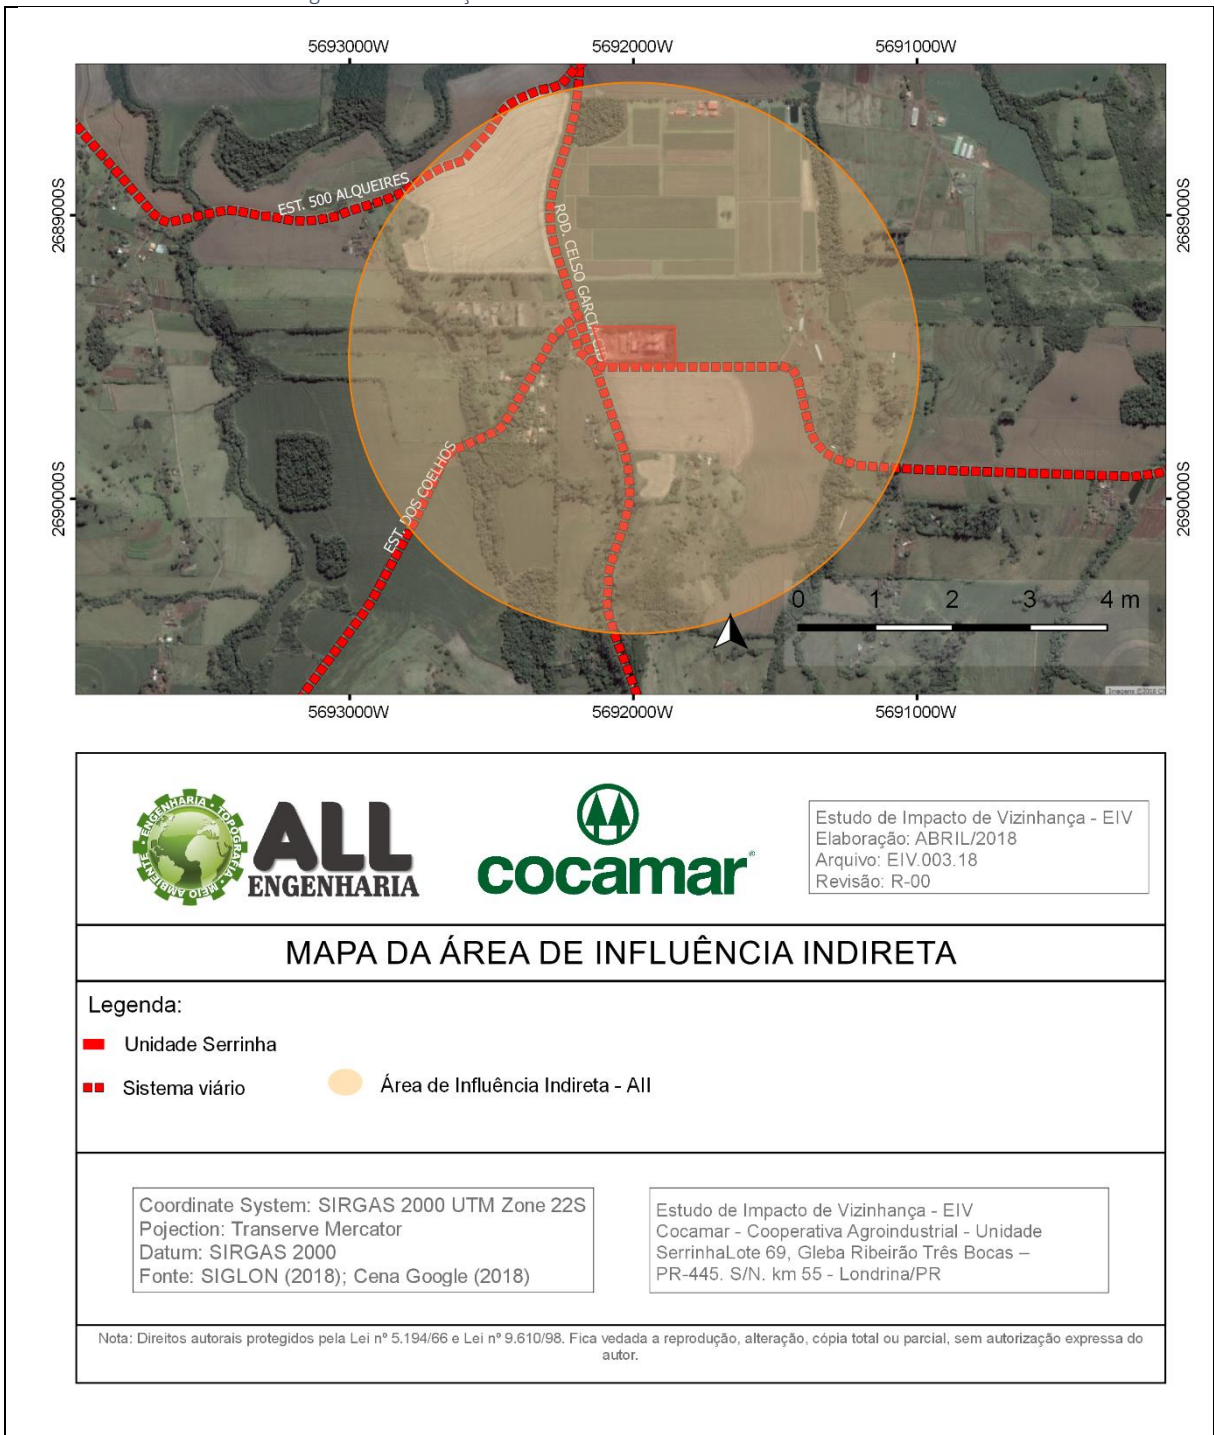 5693000W 5692000W 5691000W
2689000S
2689000S
EST. 500 ALQUEIRES
ROD. CELSO GARCIA CID
EST. DOS COELHOS
2690000S
2690000S
0 1 2 3 4 m
5693000W 5692000W 5691000W
ENGENHARIA · TOPOGRAFIA · MEIO AMBIENTE
ALL
ENGENHARIA
cocamar
Estudo de Impacto de Vizinhança - EIV
Elaboração: ABRIL/2018
Arquivo: EIV.003.18
Revisão: R-00
MAPA DA ÁREA DE INFLUÊNCIA INDIRETA
Legenda:
Unidade Serrinha
Sistema viário
Área de Influência Indireta - AII
Coordinate System: SIRGAS 2000 UTM Zone 22S
Pojection: Transerve Mercator
Datum: SIRGAS 2000
Fonte: SIGLON (2018); Cena Google (2018)
Estudo de Impacto de Vizinhança - EIV
Cocamar - Cooperativa Agroindustrial - Unidade
SerrinhaLote 69, Gleba Ribeirão Três Bocas –
PR-445. S/N. km 55 - Londrina/PR
Nota: Direitos autorais protegidos pela Lei nº 5.194/66 e Lei nº 9.610/98. Fica vedada a reprodução, alteração, cópia total ou parcial, sem autorização expressa do
autor.